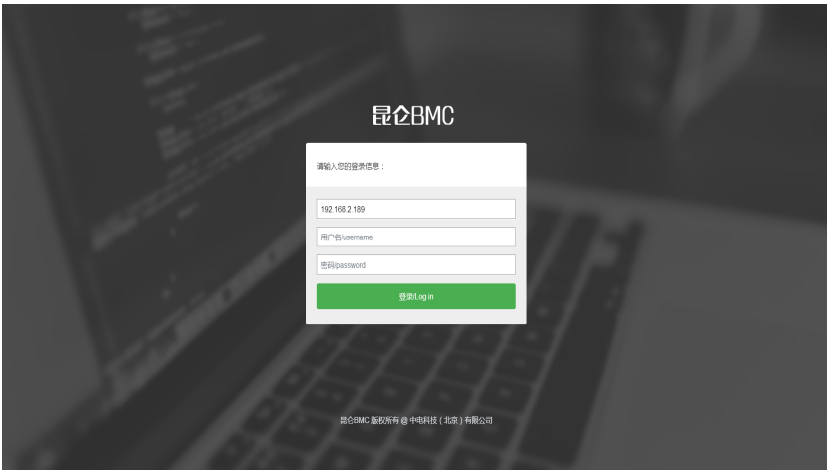 昆仑BMC
请输入您的登录信息：
192.168.2.189
用户名/username
密码/password
登录/Log in
昆仑BMC 版权所有 @ 中电科技（北京）有限公司